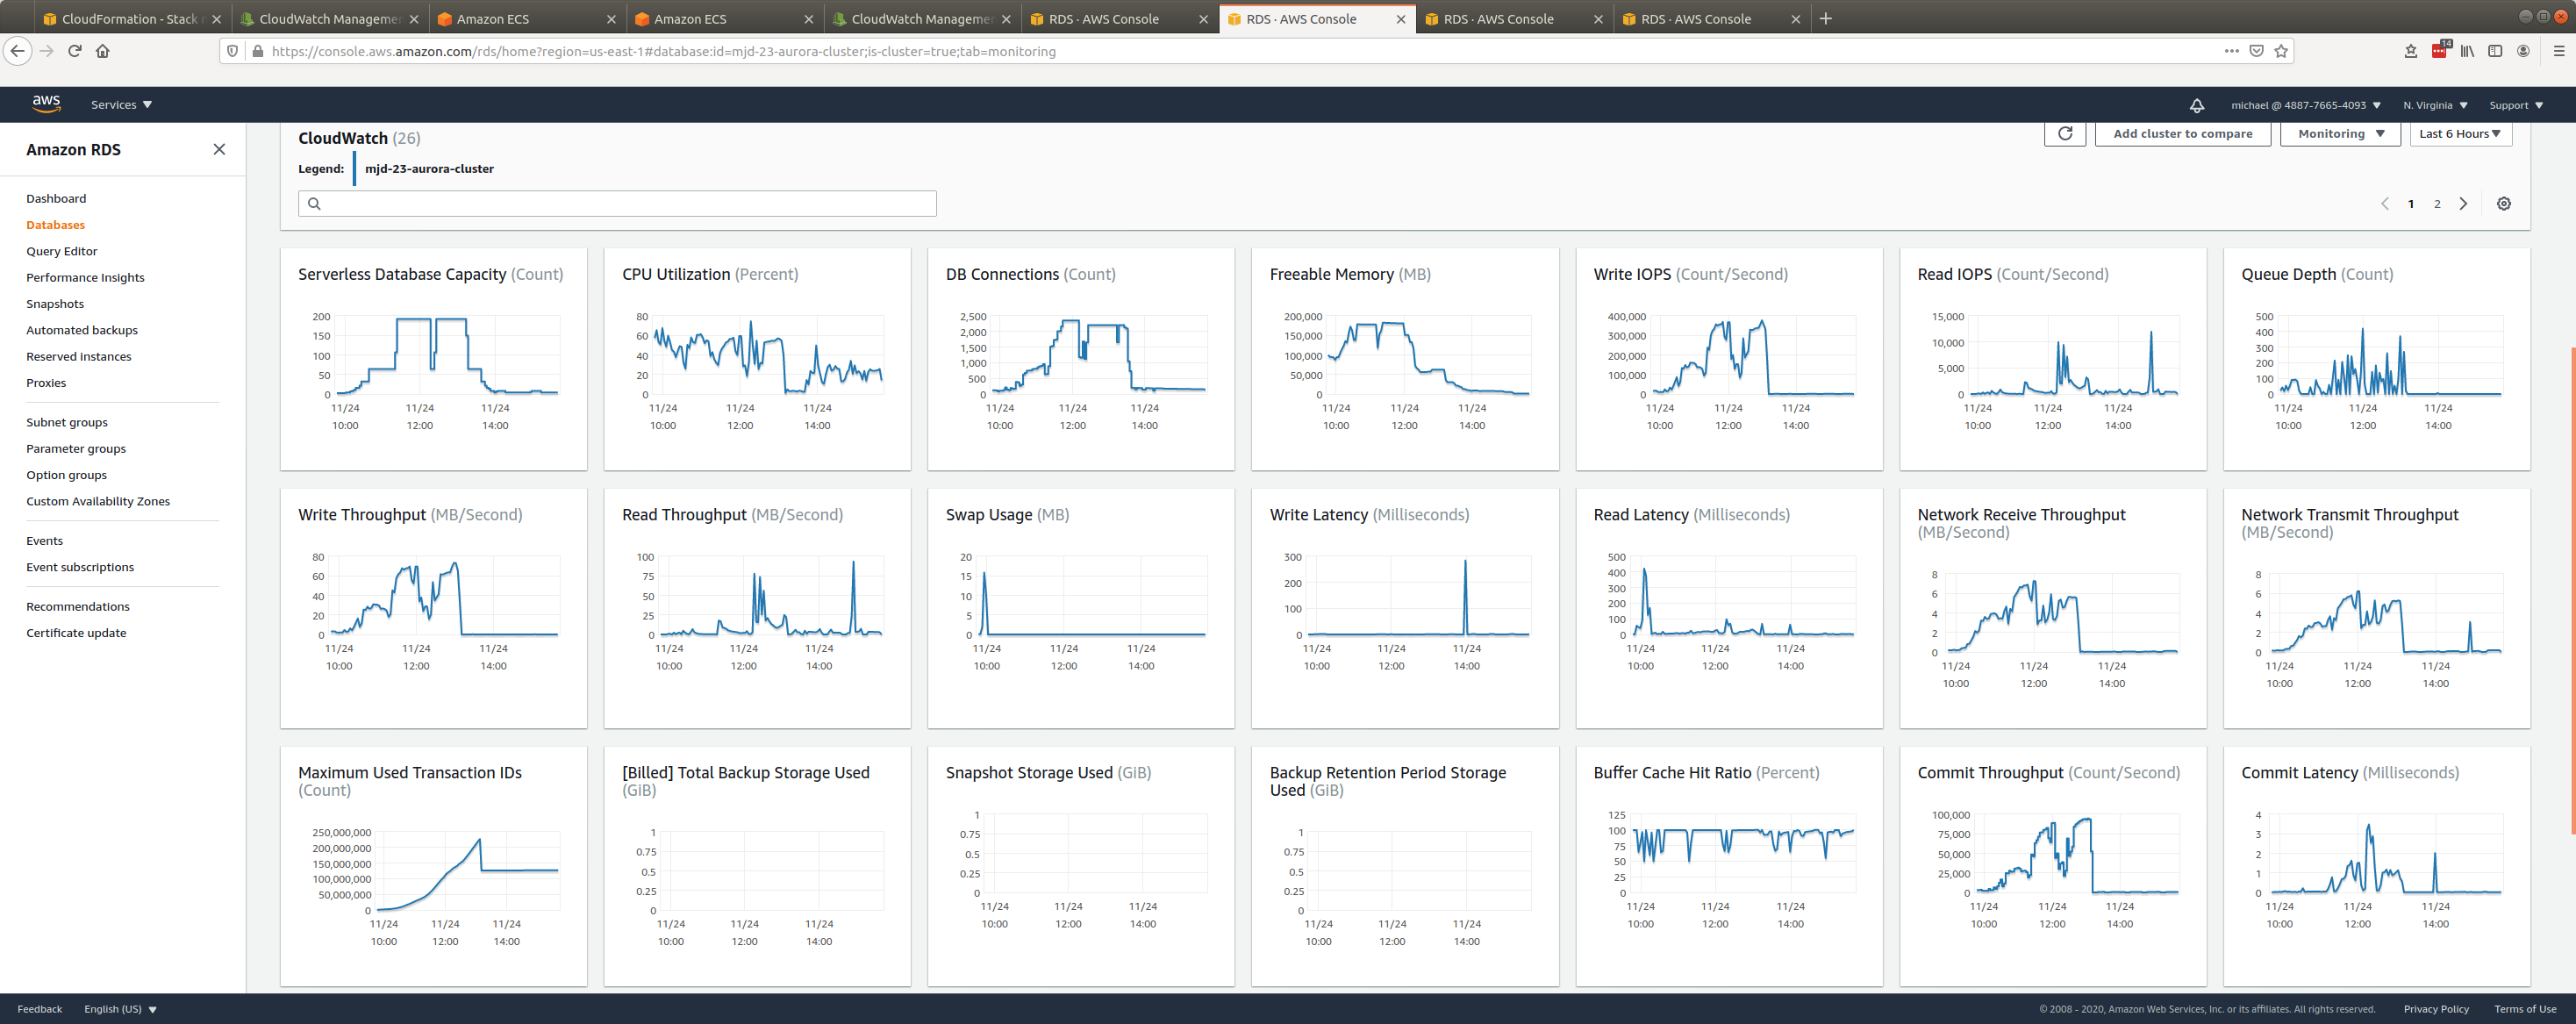 CloudFormation - Stack
CloudWatch Managemen
Amazon ECS
Amazon ECS
CloudWatch Managemen
RDS · AWS Console
RDS · AWS Console
RDS · AWS Console
RDS · AWS Console
https://console.aws.amazon.com/rds/home?region=us-east-1#database:id=mjd-23-aurora-cluster;is-cluster=true;tab=monitoring
14
aws
Services
michael @ 4887-7665-4093
N. Virginia
Support
Amazon RDS
Dashboard
Databases
Query Editor
Performance Insights
Snapshots
Automated backups
Reserved instances
Proxies
Subnet groups
Parameter groups
Option groups
Custom Availability Zones
Events
Event subscriptions
Recommendations
Certificate update
CloudWatch (26)
Add cluster to compare
Monitoring
Last 6 Hours
Legend: mjd-23-aurora-cluster
1 2
Serverless Database Capacity (Count)
200
150
100
50
0
11/24 11/24 11/24
10:00 12:00 14:00
CPU Utilization (Percent)
80
60
40
20
0
11/24 11/24 11/24
10:00 12:00 14:00
DB Connections (Count)
2,500
2,000
1,500
1,000
500
0
11/24 11/24 11/24
10:00 12:00 14:00
Freeable Memory (MB)
200,000
150,000
100,000
50,000
0
11/24 11/24 11/24
10:00 12:00 14:00
Write IOPS (Count/Second)
400,000
300,000
200,000
100,000
0
11/24 11/24 11/24
10:00 12:00 14:00
Read IOPS (Count/Second)
15,000
10,000
5,000
0
11/24 11/24 11/24
10:00 12:00 14:00
Queue Depth (Count)
500
400
300
200
100
0
11/24 11/24 11/24
10:00 12:00 14:00
Write Throughput (MB/Second)
80
60
40
20
0
11/24 11/24 11/24
10:00 12:00 14:00
Read Throughput (MB/Second)
100
75
50
25
0
11/24 11/24 11/24
10:00 12:00 14:00
Swap Usage (MB)
20
15
10
5
0
11/24 11/24 11/24
10:00 12:00 14:00
Write Latency (Milliseconds)
300
200
100
0
11/24 11/24 11/24
10:00 12:00 14:00
Read Latency (Milliseconds)
500
400
300
200
100
0
11/24 11/24 11/24
10:00 12:00 14:00
Network Receive Throughput
(MB/Second)
8
6
4
2
0
11/24 11/24 11/24
10:00 12:00 14:00
Network Transmit Throughput
(MB/Second)
8
6
4
2
0
11/24 11/24 11/24
10:00 12:00 14:00
Maximum Used Transaction IDs
(Count)
250,000,000
200,000,000
150,000,000
100,000,000
50,000,000
0
11/24 11/24 11/24
10:00 12:00 14:00
[Billed] Total Backup Storage Used
(GiB)
1
0.75
0.5
0.25
0
11/24 11/24 11/24
10:00 12:00 14:00
Snapshot Storage Used (GiB)
1
0.75
0.5
0.25
0
11/24 11/24 11/24
10:00 12:00 14:00
Backup Retention Period Storage
Used (GiB)
1
0.75
0.5
0.25
0
11/24 11/24 11/24
10:00 12:00 14:00
Buffer Cache Hit Ratio (Percent)
125
100
75
50
25
0
11/24 11/24 11/24
10:00 12:00 14:00
Commit Throughput (Count/Second)
100,000
75,000
50,000
25,000
0
11/24 11/24 11/24
10:00 12:00 14:00
Commit Latency (Milliseconds)
4
3
2
1
0
11/24 11/24 11/24
10:00 12:00 14:00
Feedback
English (US)
© 2008 - 2020, Amazon Web Services, Inc. or its affiliates. All rights reserved.
Privacy Policy
Terms of Use